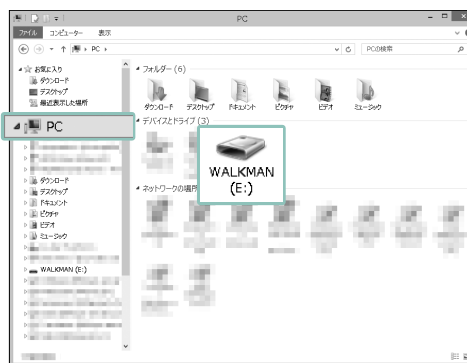 PC
ファイル コンピューター 表示
PC
PCの検索
お気に入り
ダウンロード
デスクトップ
最近表示した場所
PC
ダウンロード
デスクトップ
ドキュメント
ピクチャ
ビデオ
ミュージック
WALKMAN (E:)
フォルダー (6)
ダウンロード デスクトップ ドキュメント ピクチャ ビデオ ミュージック
デバイスとドライブ (3)
WALKMAN
(E:)
ネットワークの場所